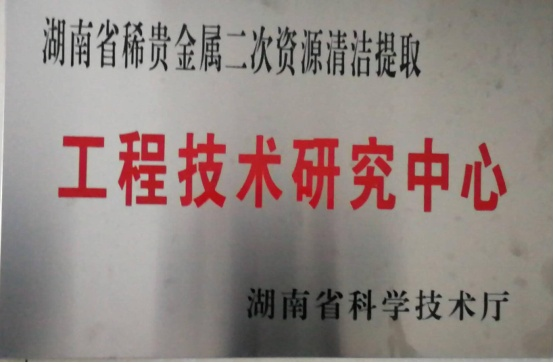 湖南省稀贵金属二次资源清洁提取
工程技术研究中心
湖南省科学技术厅